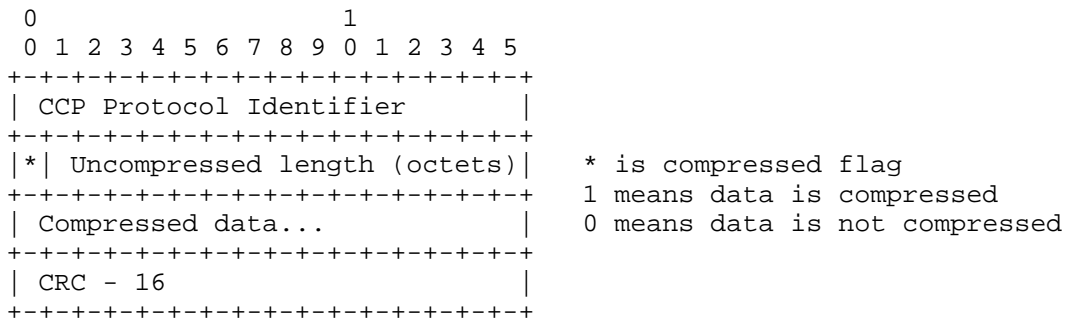 0                   1
 0 1 2 3 4 5 6 7 8 9 0 1 2 3 4 5
+-+-+-+-+-+-+-+-+-+-+-+-+-+-+-+-+
| CCP Protocol Identifier       |
+-+-+-+-+-+-+-+-+-+-+-+-+-+-+-+-+
|*| Uncompressed length (octets)|   * is compressed flag
+-+-+-+-+-+-+-+-+-+-+-+-+-+-+-+-+   1 means data is compressed
| Compressed data...            |   0 means data is not compressed
+-+-+-+-+-+-+-+-+-+-+-+-+-+-+-+-+
| CRC - 16                      |
+-+-+-+-+-+-+-+-+-+-+-+-+-+-+-+-+